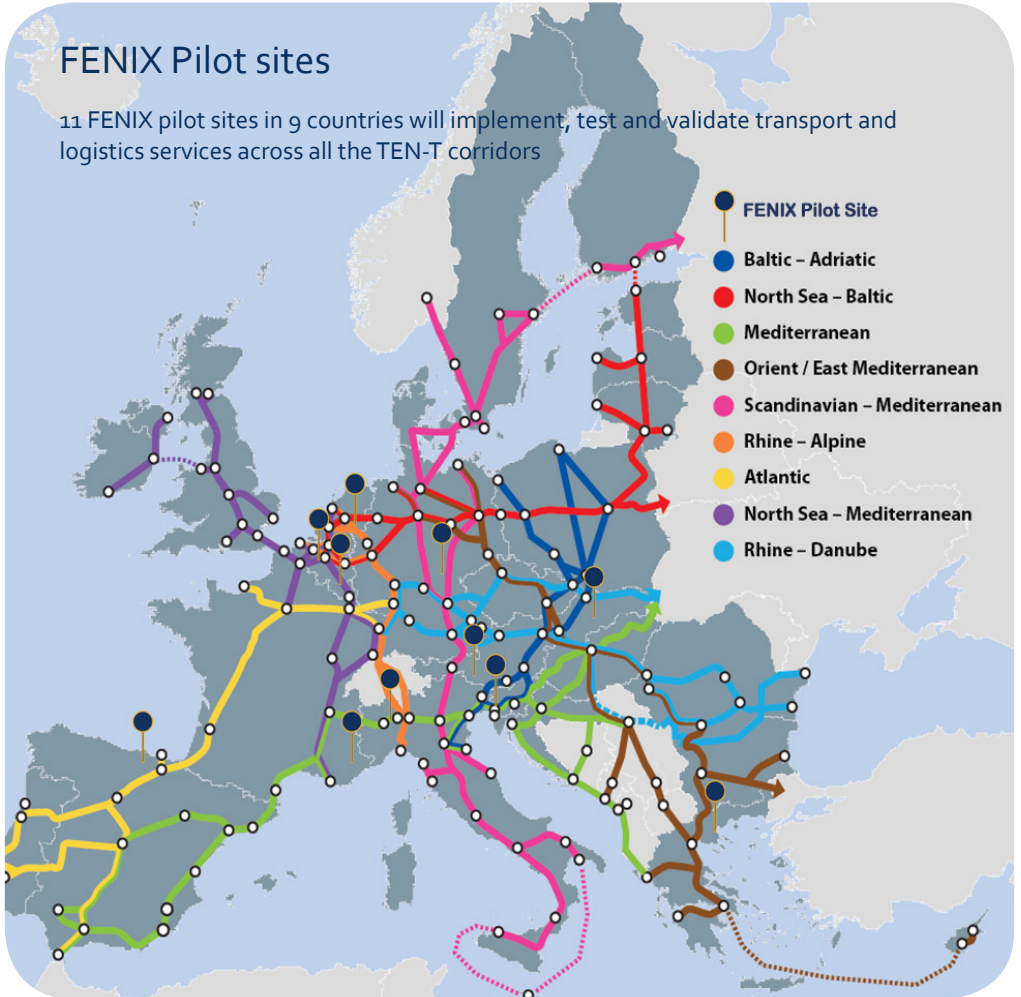 FENIX Pilot sites
11 FENIX pilot sites in 9 countries will implement, test and validate transport and
logistics services across all the TEN-T corridors
FENIX Pilot Site
Baltic – Adriatic
North Sea – Baltic
Mediterranean
Orient / East Mediterranean
Scandinavian – Mediterranean
Rhine – Alpine
Atlantic
North Sea – Mediterranean
Rhine – Danube